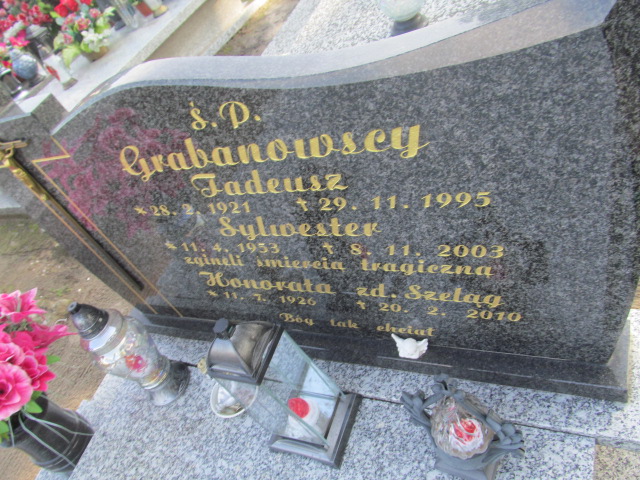 ś. P.
Grabanowscy
Tadeusz
* 28. 2. 1921 † 29. 11. 1995
Sylwester
* 11. 4. 1953 † 8. 11. 2003
zginęli śmiercią tragiczną
Honorata zd. Szeląg
* 11. 7. 1926 † 20. 2. 2010
Bóg tak chciał